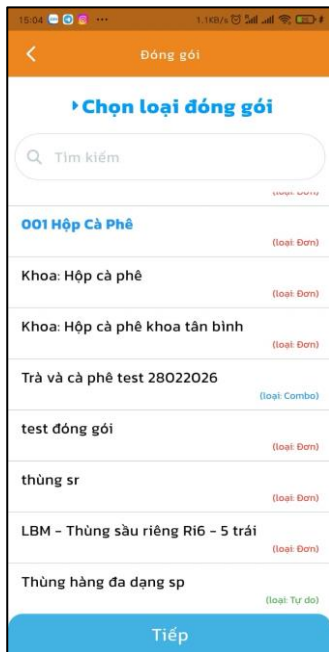 15:04 ... 1.1KB/s
Đóng gói
Chọn loại đóng gói
Tìm kiếm
(loại: Đơn)
001 Hộp Cà Phê
(loại: Đơn)
Khoa: Hộp cà phê
(loại: Đơn)
Khoa: Hộp cà phê khoa tân bình
(loại: Đơn)
Trà và cà phê test 28022026
(loại: Combo)
test đóng gói
(loại: Đơn)
thùng sr
(loại: Đơn)
LBM - Thùng sầu riêng Ri6 - 5 trái
(loại: Đơn)
Thùng hàng đa dạng sp
(loại: Tự do)
Tiếp